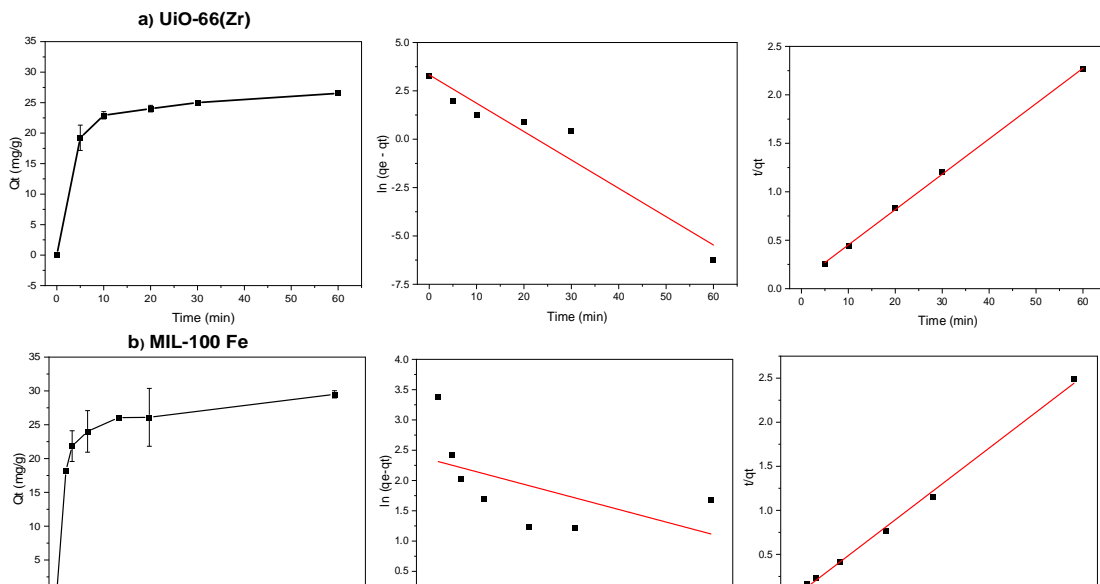 a) UiO-66(Zr)
35
30
25
20
15
10
5
0
-5
Qt (mg/g)
0 10 20 30 40 50 60
Time (min)
5.0
2.5
0.0
-2.5
-5.0
-7.5
ln (qe - qt)
0 10 20 30 40 50 60
Time (min)
2.5
2.0
1.5
1.0
0.5
0.0
t/qt
0 10 20 30 40 50 60
Time (min)
b) MIL-100 Fe
35
30
25
20
15
10
5
Qt (mg/g)
4.0
3.5
3.0
2.5
2.0
1.5
1.0
0.5
ln (qe-qt)
2.5
2.0
1.5
1.0
0.5
t/qt